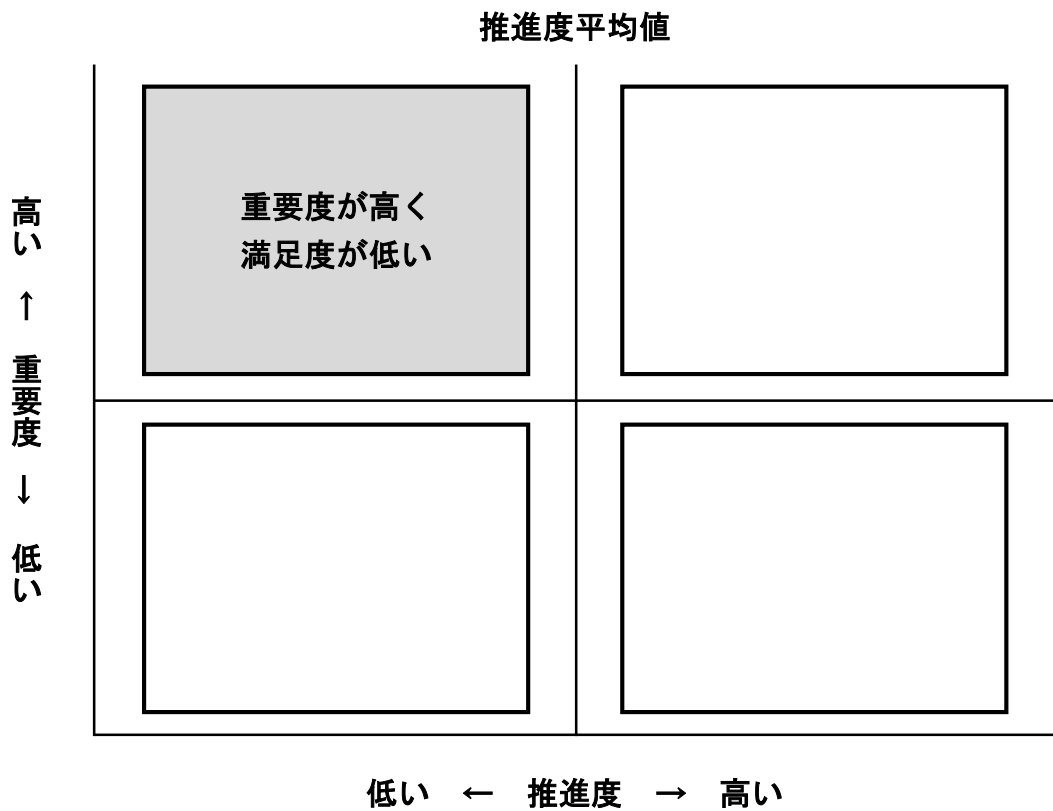 推進度平均値
重要度が高く
満足度が低い
高い ↑ 重要度 ↓ 低い
低い ← 推進度 → 高い